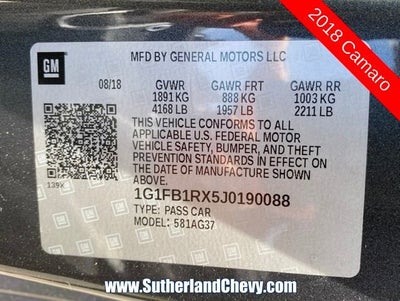 2018 Camaro
GM
MFD BY GENERAL MOTORS LLC
08/18 GVWR GAWR FRT GAWR RR
1891 KG 888 KG 1003 KG
4168 LB 1957 LB 2211 LB
THIS VEHICLE CONFORMS TO ALL
APPLICABLE U.S. FEDERAL MOTOR
VEHICLE SAFETY, BUMPER, AND THEFT
PREVENTION STANDARDS IN EFFECT ON
THE DATE OF MANUFACTURE SHOWN
ABOVE.
139X
1G1FB1RX5J0190088
TYPE: PASS CAR
MODEL: 581AG37
www.SutherlandChevy.com